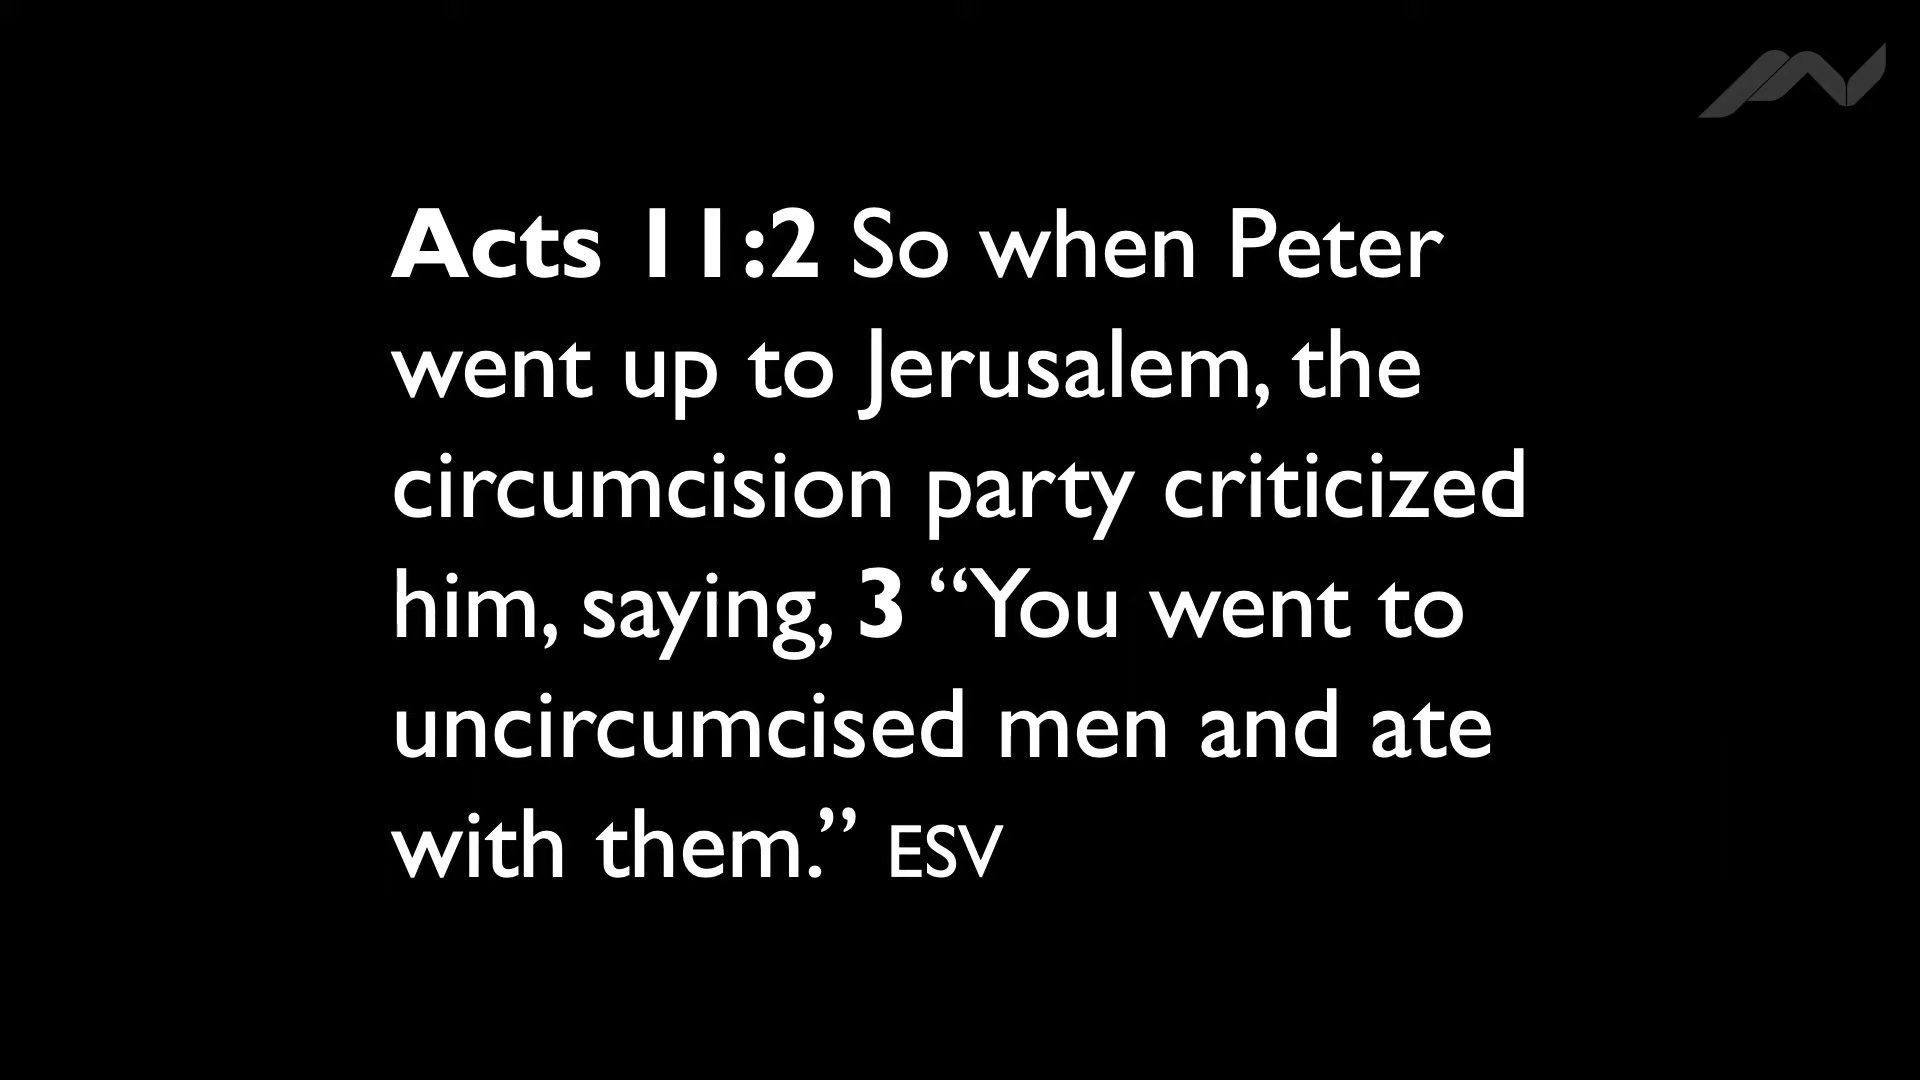 Acts 11:2 So when Peter
went up to Jerusalem, the
circumcision party criticized
him, saying, 3 “You went to
uncircumcised men and ate
with them.” ESV